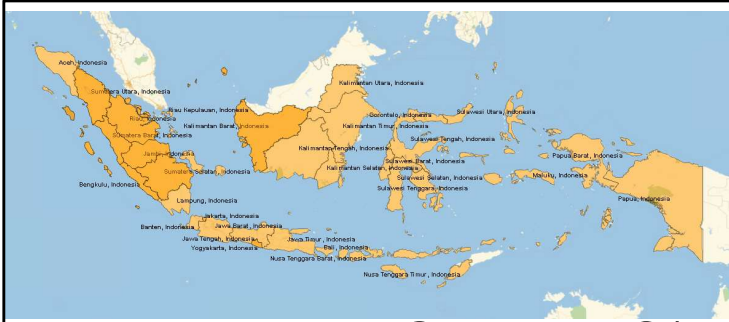 Aceh, Indonesia
Sumatera Utara, Indonesia
Riau Kepulauan, Indonesia
Riau, Indonesia
Sumatera Barat, Indonesia
Jambi, Indonesia
Sumatera Selatan, Indonesia
Bengkulu, Indonesia
Lampung, Indonesia
Kalimantan Utara, Indonesia
Kalimantan Barat, Indonesia
Kalimantan Timur, Indonesia
Kalimantan Tengah, Indonesia
Kalimantan Selatan, Indonesia
Gorontalo, Indonesia
Sulawesi Utara, Indonesia
Sulawesi Tengah, Indonesia
Sulawesi Barat, Indonesia
Sulawesi Selatan, Indonesia
Sulawesi Tenggara, Indonesia
Maluku, Indonesia
Papua Barat, Indonesia
Papua, Indonesia
Jakarta, Indonesia
Banten, Indonesia
Jawa Barat, Indonesia
Jawa Tengah, Indonesia
Jawa Timur, Indonesia
Yogyakarta, Indonesia
Bali, Indonesia
Nusa Tenggara Barat, Indonesia
Nusa Tenggara Timur, Indonesia